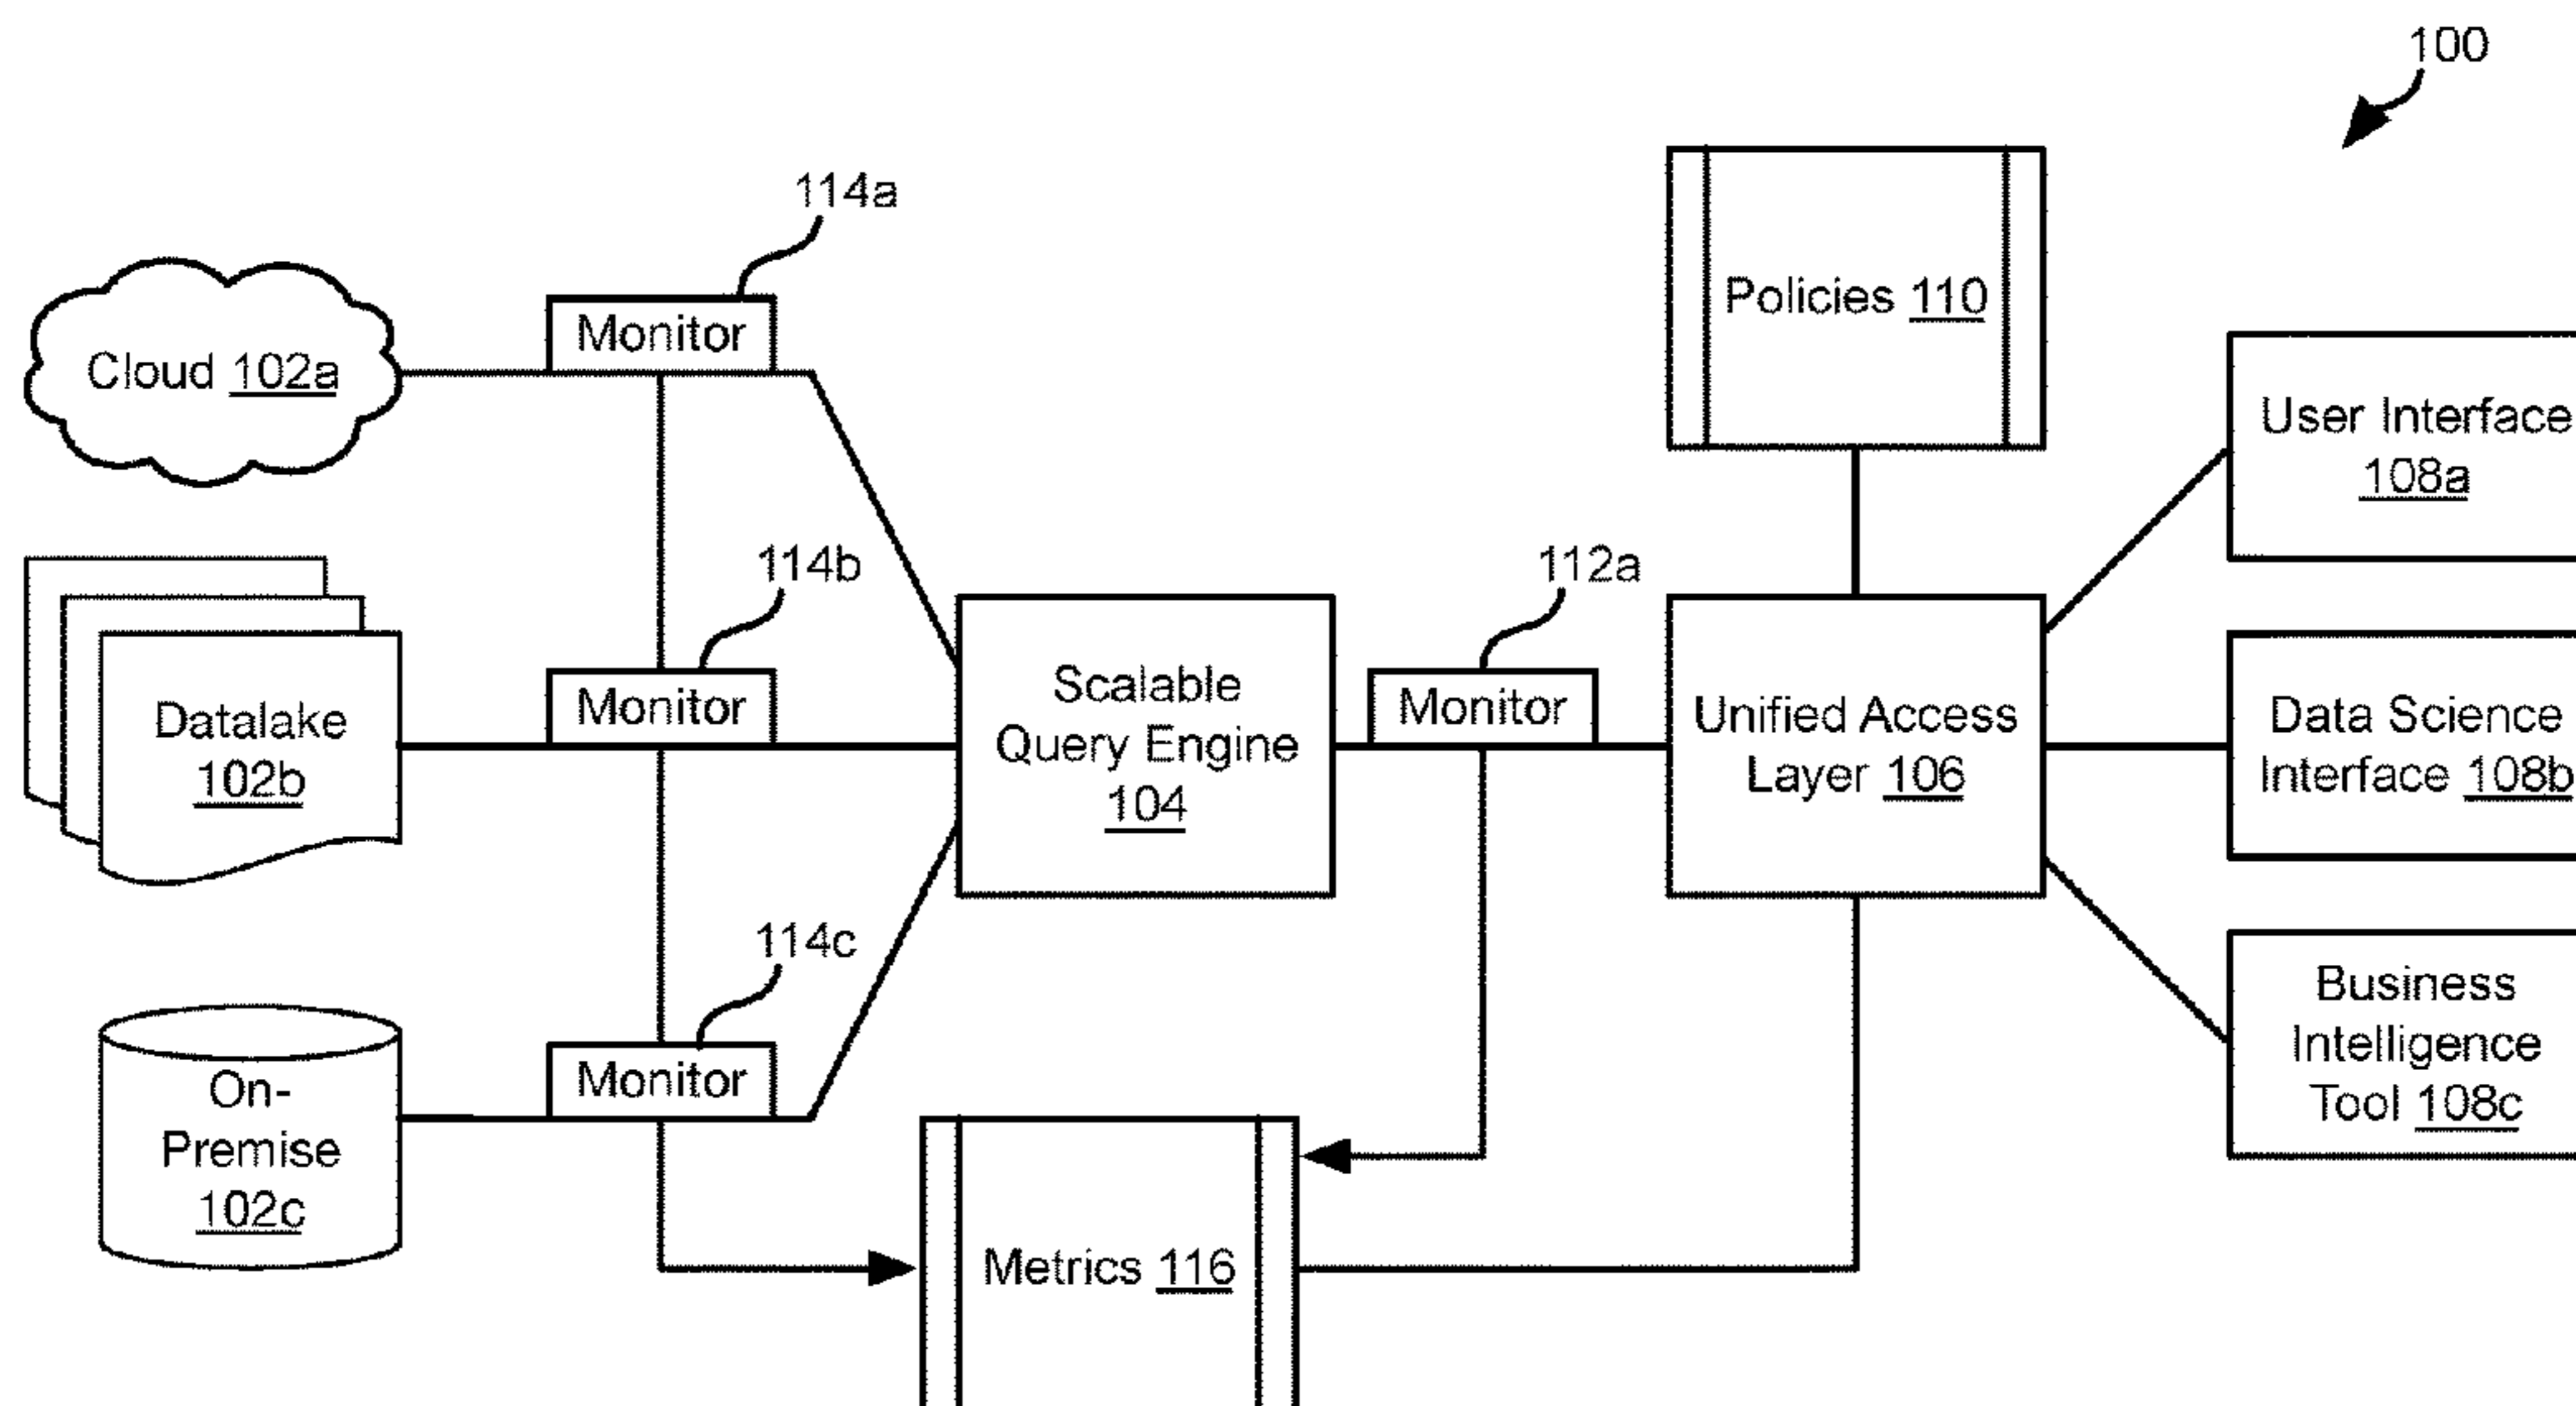 100
114a
Monitor
Cloud 102a
Policies 110
User Interface
108a
114b
112a
Monitor
Datalake
102b
Scalable
Query Engine
104
Monitor
Unified Access
Layer 106
Data Science
Interface 108b
114c
Monitor
On-
Premise
102c
Business
Intelligence
Tool 108c
Metrics 116